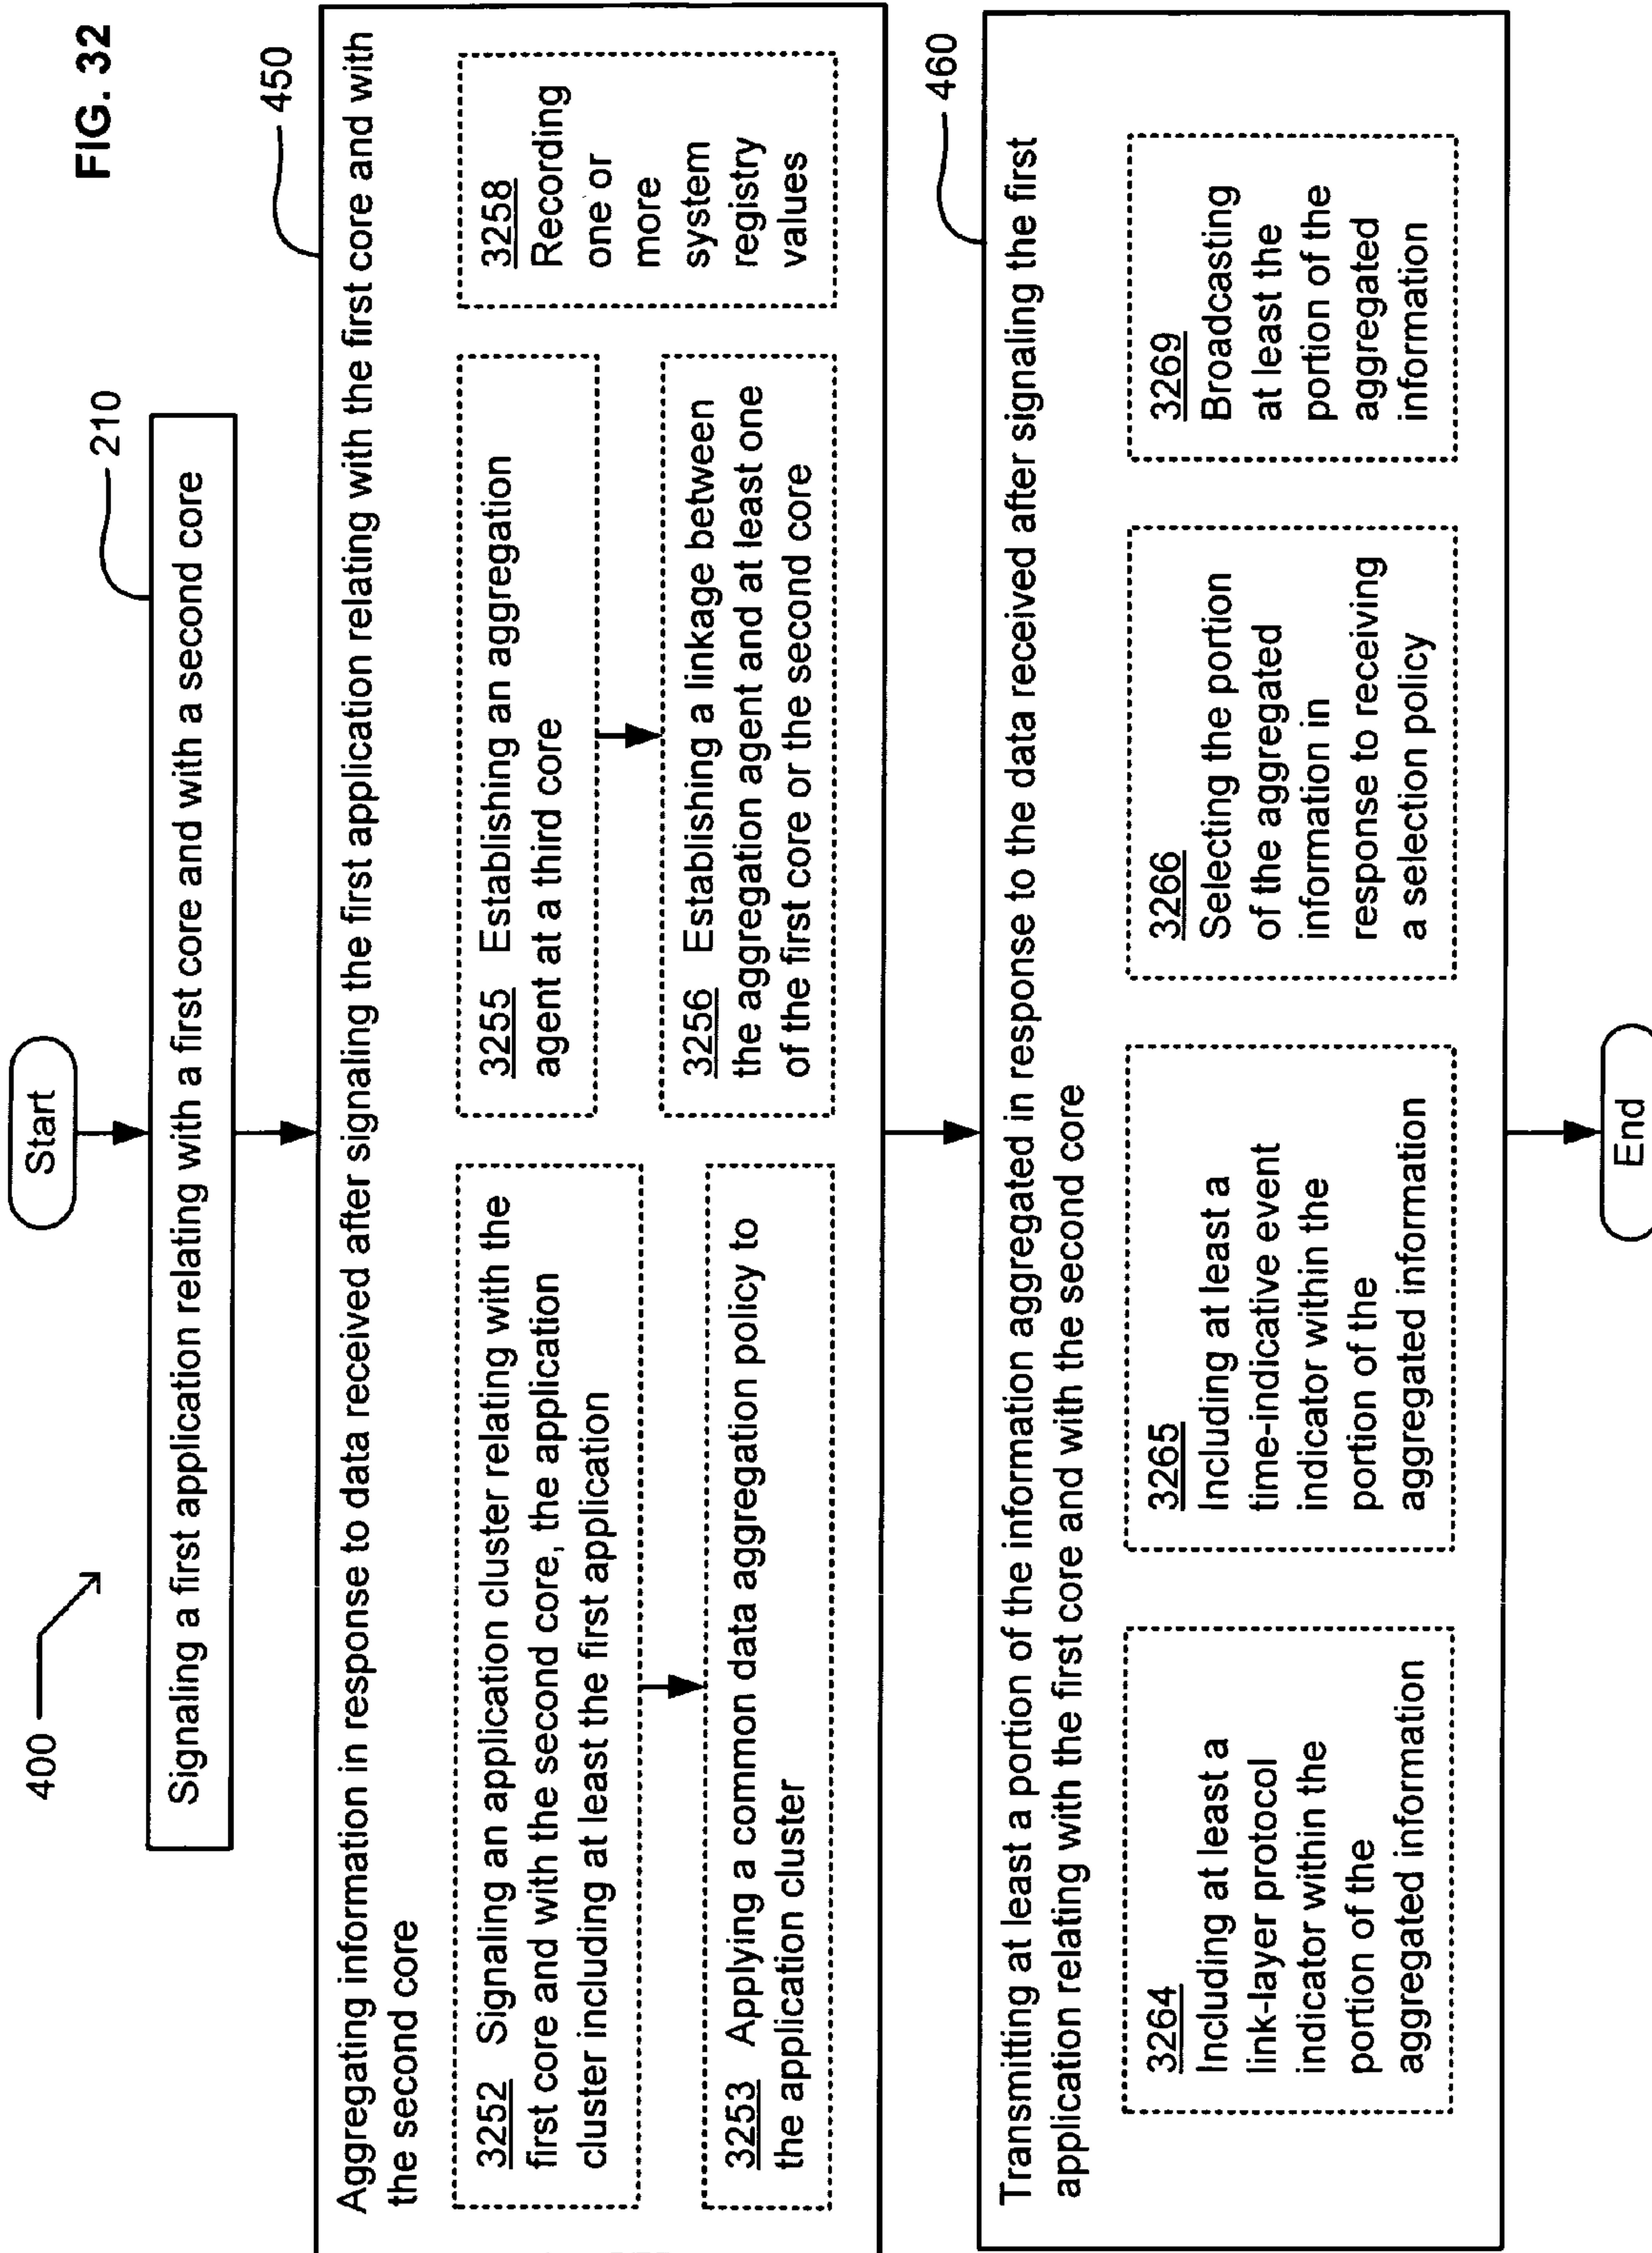 FIG. 32
400
Start
210
Signaling a first application relating with a first core and with a second core
450
Aggregating information in response to data received after signaling the first application relating with the first core and with
the second core
3252 Signaling an application cluster relating with the
first core and with the second core, the application
cluster including at least the first application
3253 Applying a common data aggregation policy to
the application cluster
3255 Establishing an aggregation
agent at a third core
3256 Establishing a linkage between
the aggregation agent and at least one
of the first core or the second core
3258
Recording
one or
more
system
registry
values
460
Transmitting at least a portion of the information aggregated in response to the data received after signaling the first
application relating with the first core and with the second core
3264
Including at least a
link-layer protocol
indicator within the
portion of the
aggregated information
3265
Including at least a
time-indicative event
indicator within the
portion of the
aggregated information
3266
Selecting the portion
of the aggregated
information in
response to receiving
a selection policy
3269
Broadcasting
at least the
portion of the
aggregated
information
End